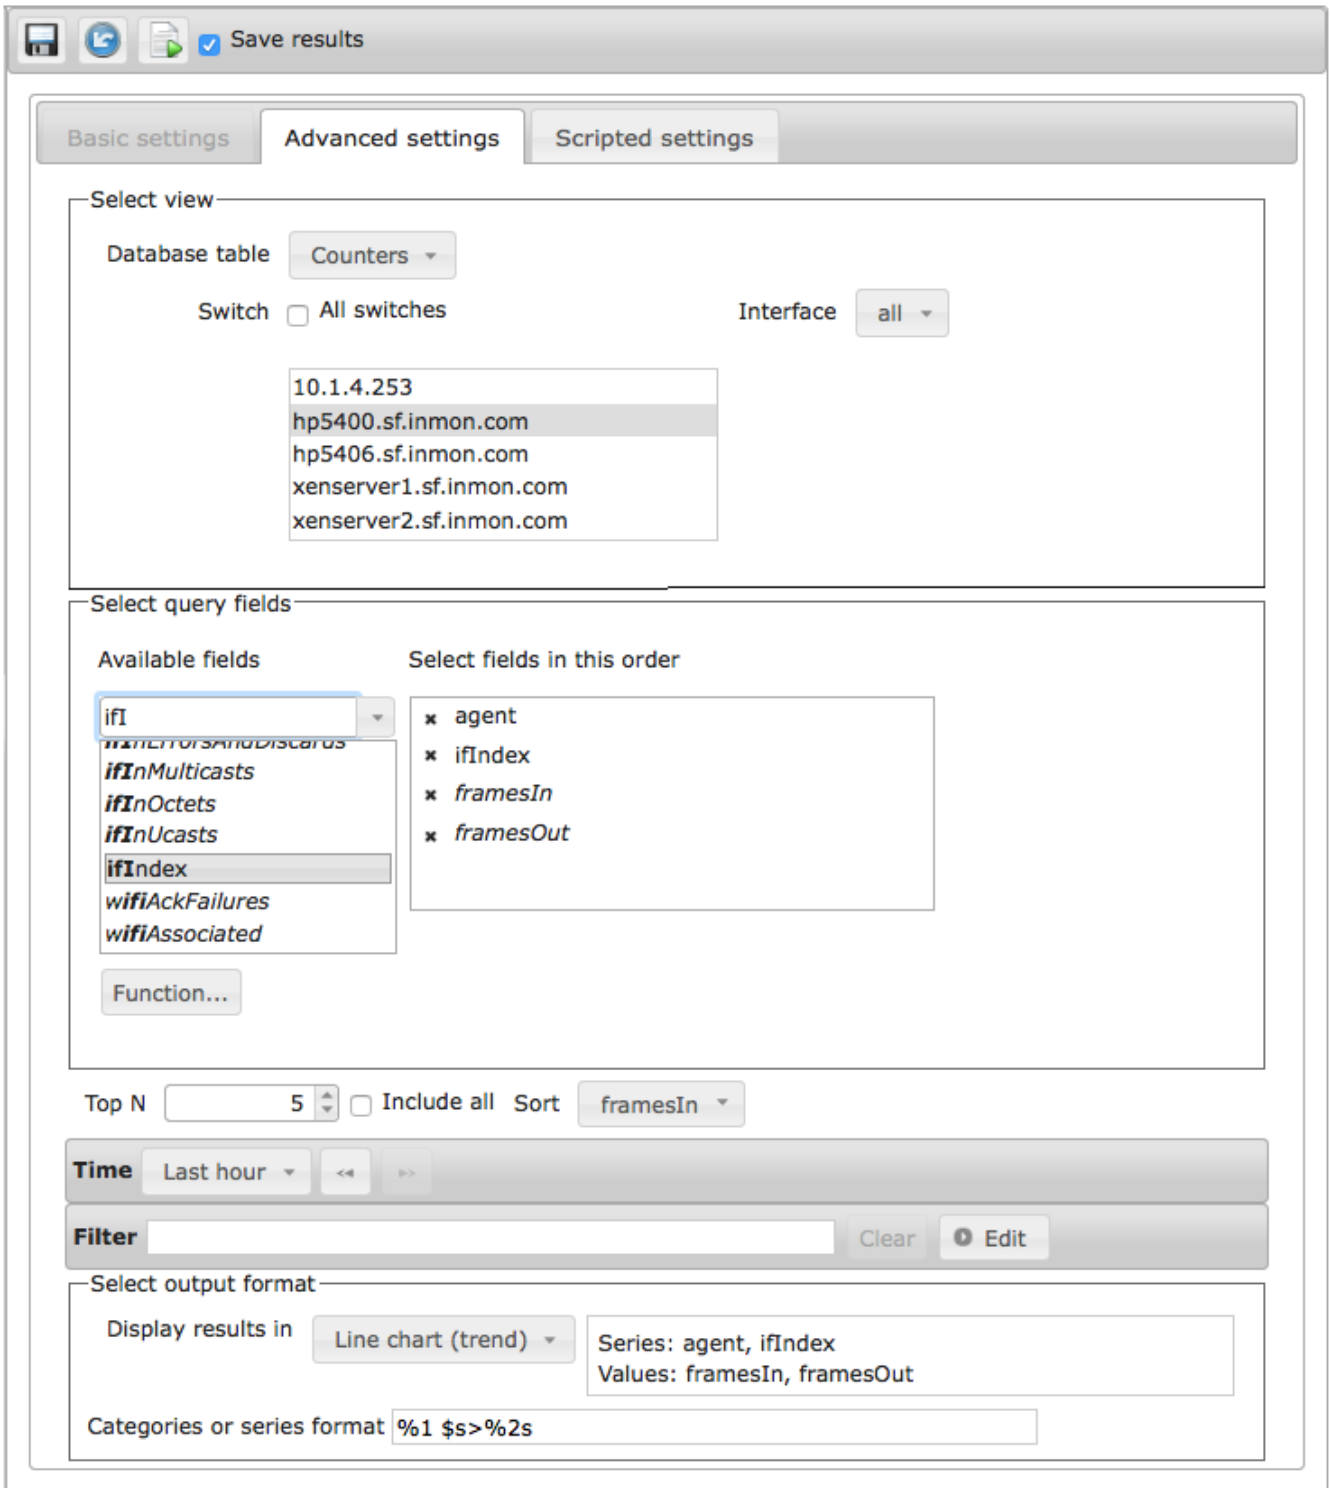 Save results
Basic settings
Advanced settings
Scripted settings
Select view
Database table
Counters
Switch
All switches
Interface
all
10.1.4.253
hp5400.sf.inmon.com
hp5406.sf.inmon.com
xenserver1.sf.inmon.com
xenserver2.sf.inmon.com
Select query fields
Available fields
Select fields in this order
ifI
ifInErrorsAndDiscards
ifInMulticasts
ifInOctets
ifInUcasts
ifIndex
wifiAckFailures
wifiAssociated
agent
ifIndex
framesIn
framesOut
Function...
Top N
5
Include all
Sort
framesIn
Time
Last hour
Filter
Clear
Edit
Select output format
Display results in
Line chart (trend)
Series: agent, ifIndex
Values: framesIn, framesOut
Categories or series format
%1 $s>%2s